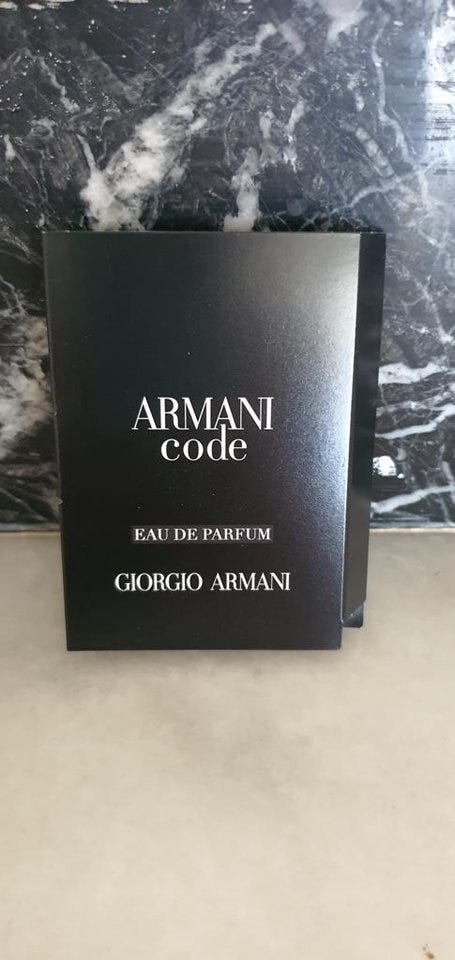 ARMANI
code
EAU DE PARFUM
GIORGIO ARMANI